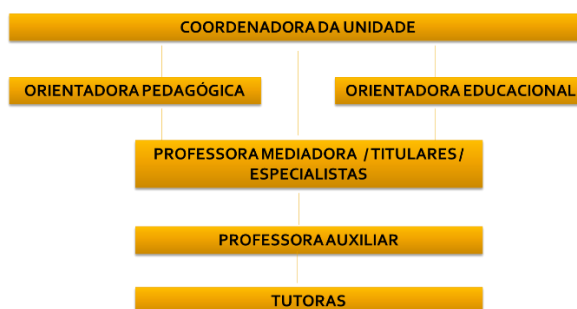 COORDENADORA DA UNIDADE
ORIENTADORA PEDAGÓGICA
ORIENTADORA EDUCACIONAL
PROFESSORA MEDIADORA / TITULARES /
ESPECIALISTAS
PROFESSORA AUXILIAR
TUTORAS